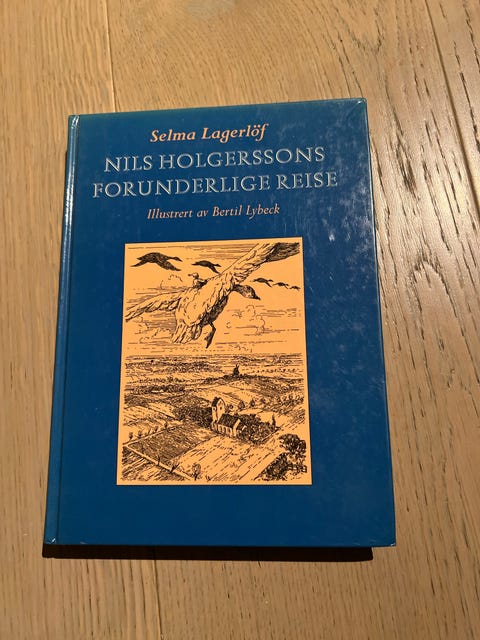 Selma Lagerlöf
NILS HOLGERSSONS
FORUNDERLIGE REISE
Illustrert av Bertil Lybeck